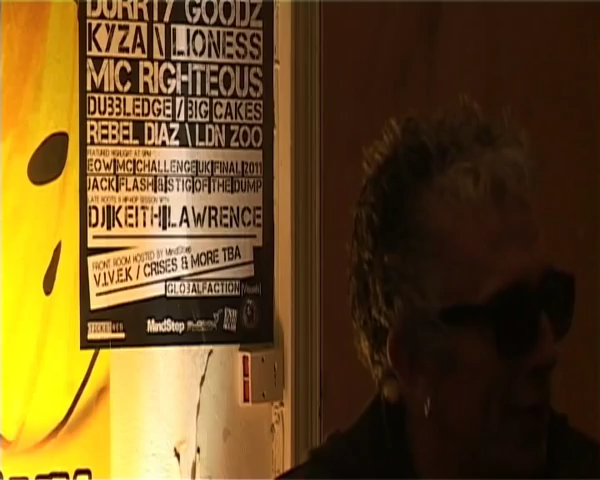 DURRTY GOODZ
KYZA \ LIONESS
MIC RIGHTEOUS
DUBBLEDGE / BIG CAKES
REBEL DIAZ \ LDN ZOO
EOW MC CHALLENGE UK FINAL 2011
JACK FLASH & STIG OF THE DUMP
DJ KEITH LAWRENCE
FRONT ROOM HOSTED BY MindStep
V.I.V.E.K / CRISES & MORE TBA
GLOBALFACTION
MindStep